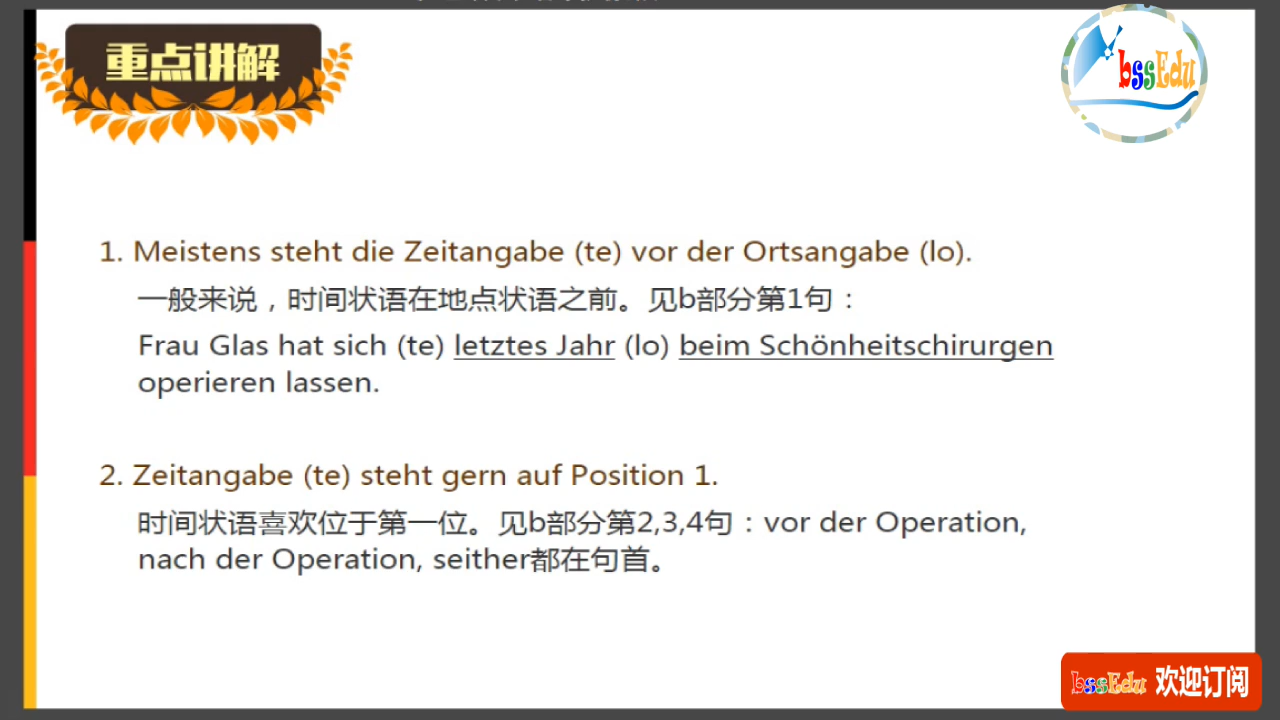 重点讲解
bssEdu
1. Meistens steht die Zeitangabe (te) vor der Ortsangabe (lo).
一般来说，时间状语在地点状语之前。见b部分第1句：
Frau Glas hat sich (te) letztes Jahr (lo) beim Schönheitschirurgen
operieren lassen.
2. Zeitangabe (te) steht gern auf Position 1.
时间状语喜欢位于第一位。见b部分第2,3,4句：vor der Operation,
nach der Operation, seither都在句首。
bssEdu 欢迎订阅